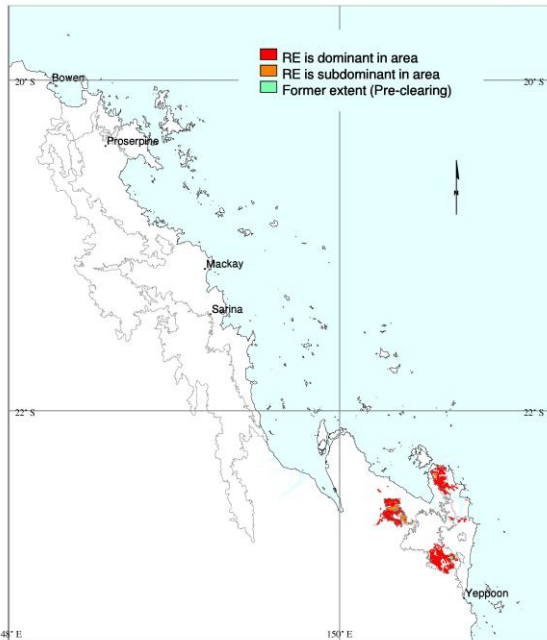 RE is dominant in area
RE is subdominant in area
Former extent (Pre-clearing)
20° S
20° S
Bowen
Proserpine
N
Mackay
Sarina
22° S
22° S
Yeppoon
48° E
150° E